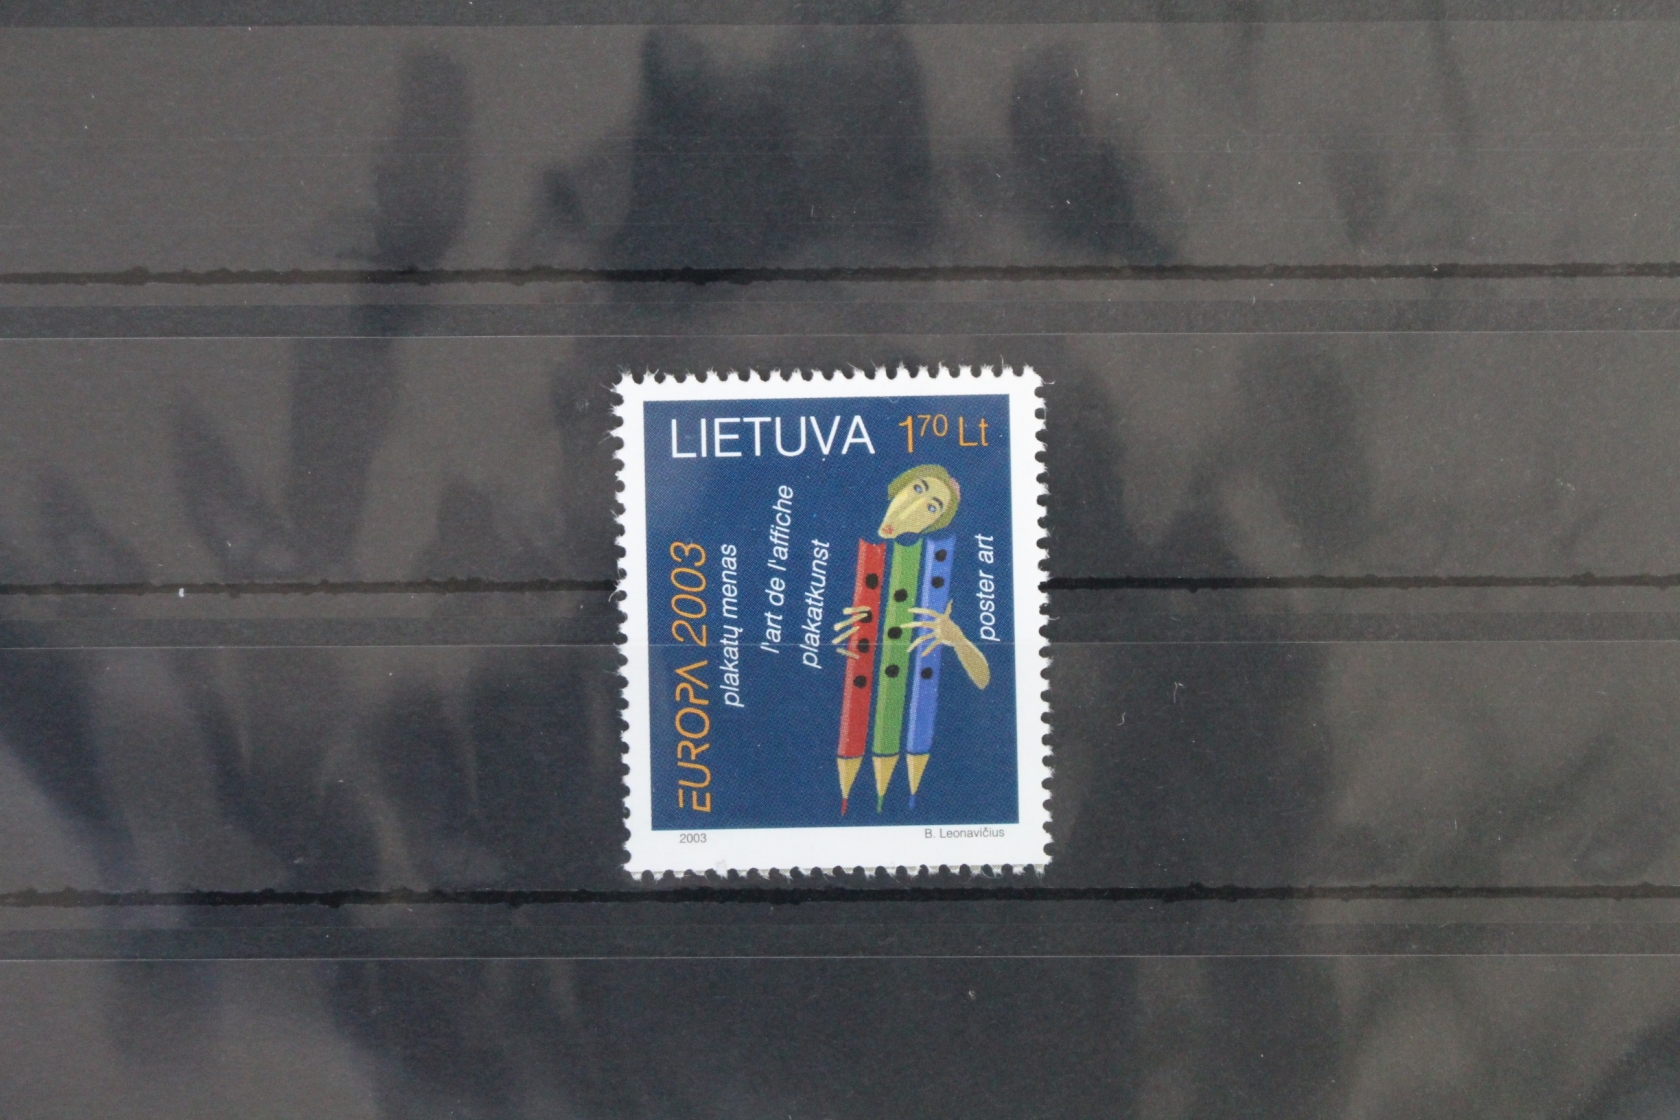 LIETUVA 1⁷⁰ Lt
EUROPA 2003
plakatų menas
l'art de l'affiche
plakatkunst
poster art
2003 B. Leonavičius